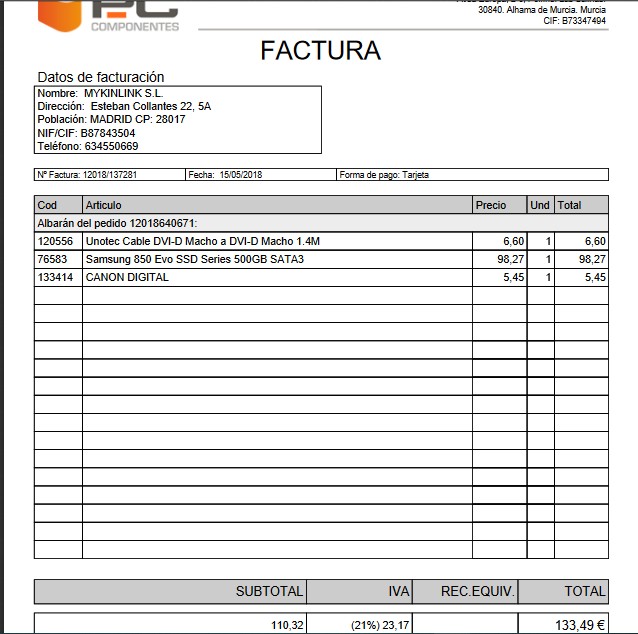 PC
COMPONENTES
30840. Alhama de Murcia. Murcia
CIF: B73347494
FACTURA
Datos de facturación
Nombre: MYKINLINK S.L.
Dirección: Esteban Collantes 22, 5A
Población: MADRID CP: 28017
NIF/CIF: B87843504
Teléfono: 634550669
Nº Factura: 12018/137281 Fecha: 15/05/2018 Forma de pago: Tarjeta
Cod Articulo Precio Und Total
Albarán del pedido 12018640671:
120556 Unotec Cable DVI-D Macho a DVI-D Macho 1.4M 6,60 1 6,60
76583 Samsung 850 Evo SSD Series 500GB SATA3 98,27 1 98,27
133414 CANON DIGITAL 5,45 1 5,45
SUBTOTAL IVA REC.EQUIV. TOTAL
110,32 (21%) 23,17 133,49 €